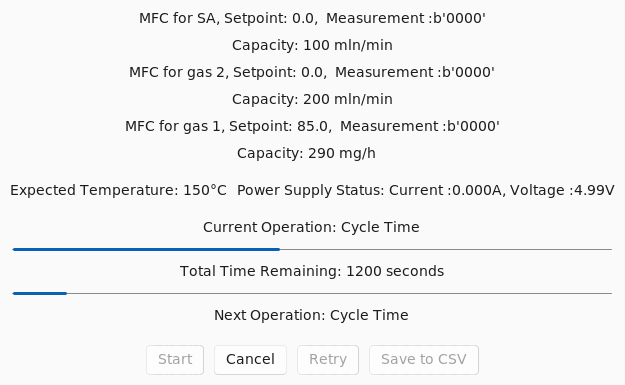 MFC for SA, Setpoint: 0.0,  Measurement :b'0000'
Capacity: 100 mln/min
MFC for gas 2, Setpoint: 0.0,  Measurement :b'0000'
Capacity: 200 mln/min
MFC for gas 1, Setpoint: 85.0,  Measurement :b'0000'
Capacity: 290 mg/h
Expected Temperature: 150°C  Power Supply Status: Current :0.000A, Voltage :4.99V
Current Operation: Cycle Time
Total Time Remaining: 1200 seconds
Next Operation: Cycle Time
Start Cancel Retry Save to CSV